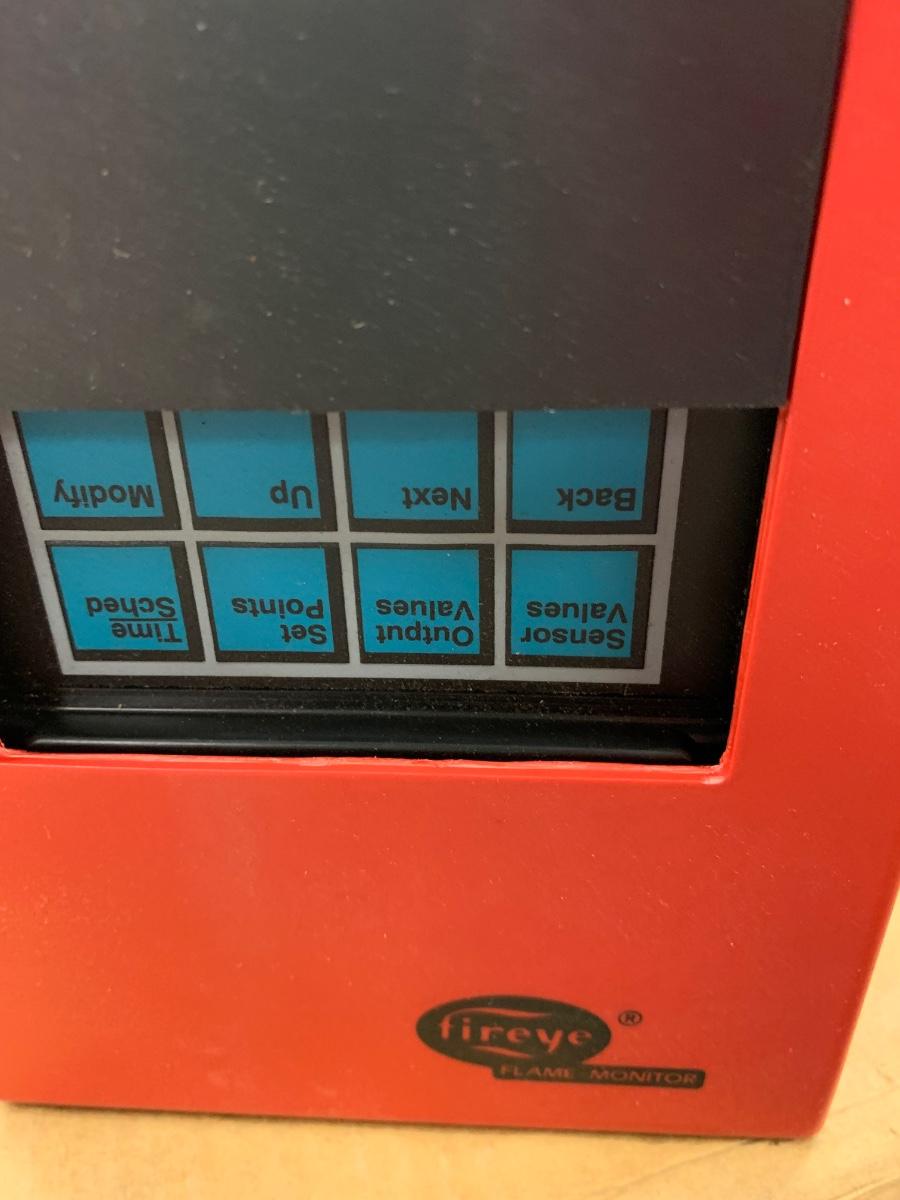 Sensor
Values
Output
Values
Set
Points
Time
Sched
Back
Next
Up
Modify
fireye ®
FLAME-MONITOR